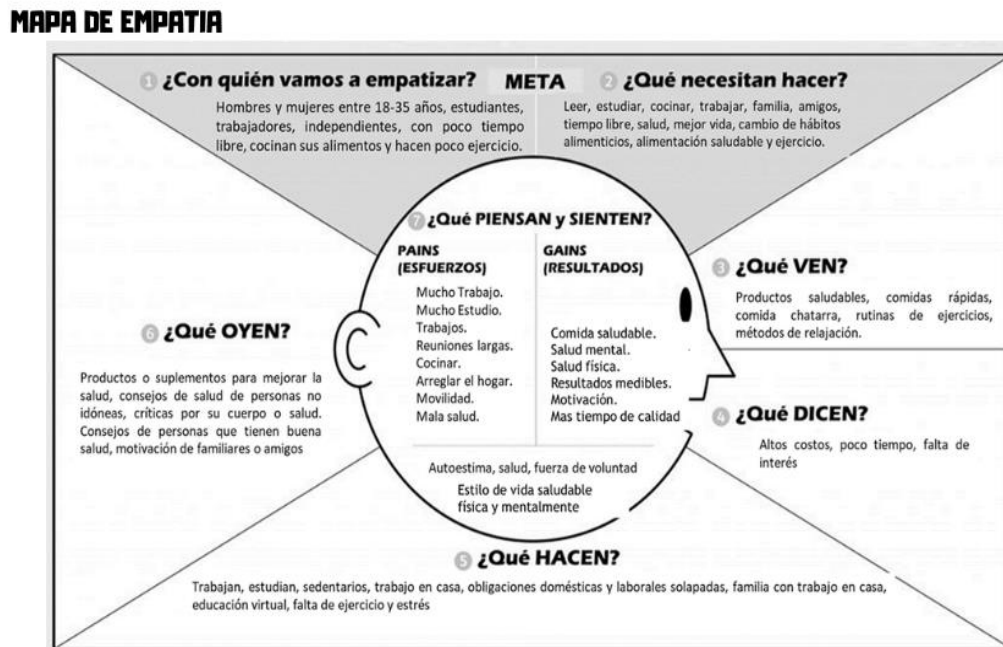 MAPA DE EMPATIA
1 ¿Con quién vamos a empatizar?
META
2 ¿Qué necesitan hacer?
Hombres y mujeres entre 18-35 años, estudiantes,
trabajadores, independientes, con poco tiempo
libre, cocinan sus alimentos y hacen poco ejercicio.
Leer, estudiar, cocinar, trabajar, familia, amigos,
tiempo libre, salud, mejor vida, cambio de hábitos
alimenticios, alimentación saludable y ejercicio.
7 ¿Qué PIENSAN y SIENTEN?
PAINS
(ESFUERZOS)
Mucho Trabajo.
Mucho Estudio.
Trabajos.
Reuniones largas.
Cocinar.
Arreglar el hogar.
Movilidad.
Mala salud.
GAINS
(RESULTADOS)
Comida saludable.
Salud mental.
Salud física.
Resultados medibles.
Motivación.
Mas tiempo de calidad
Autoestima, salud, fuerza de voluntad
Estilo de vida saludable
física y mentalmente
3 ¿Qué VEN?
Productos saludables, comidas rápidas,
comida chatarra, rutinas de ejercicios,
métodos de relajación.
4 ¿Qué DICEN?
Altos costos, poco tiempo, falta de
interés
6 ¿Qué OYEN?
Productos o suplementos para mejorar la
salud, consejos de salud de personas no
idóneas, críticas por su cuerpo o salud.
Consejos de personas que tienen buena
salud, motivación de familiares o amigos
5 ¿Qué HACEN?
Trabajan, estudian, sedentarios, trabajo en casa, obligaciones domésticas y laborales solapadas, familia con trabajo en casa,
educación virtual, falta de ejercicio y estrés